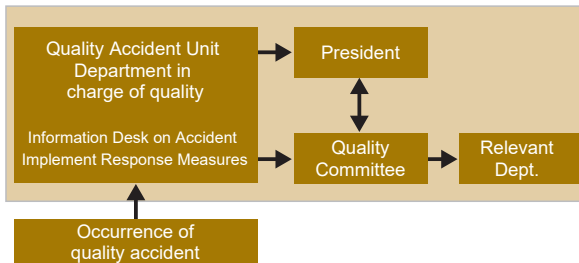 Quality Accident Unit
Department in
charge of quality
Information Desk on Accident
Implement Response Measures
President
Quality
Committee
Relevant
Dept.
Occurrence of
quality accident